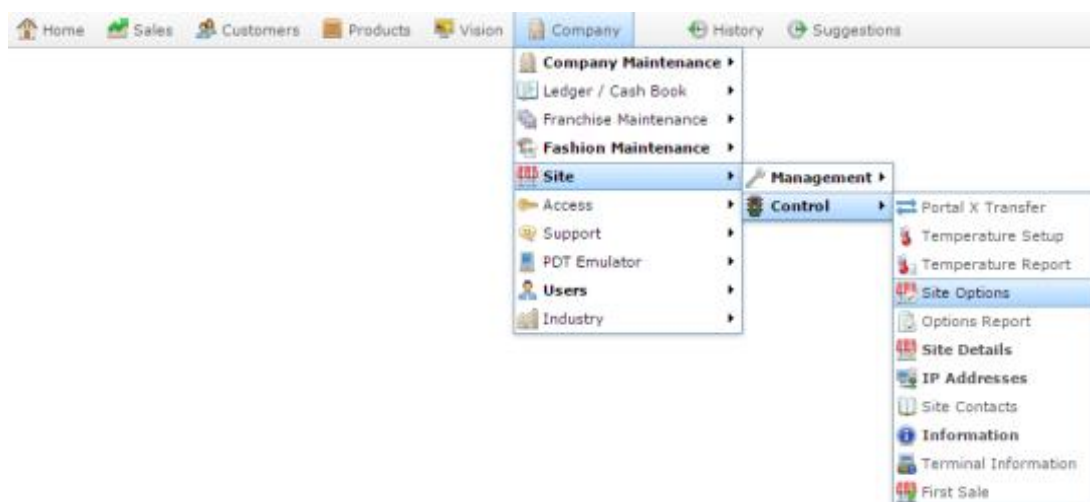 Home Sales Customers Products Vision Company History Suggestions
Company Maintenance
Ledger / Cash Book
Franchise Maintenance
Fashion Maintenance
Site
Access
Support
PDT Emulator
Users
Industry
Management
Control
Portal X Transfer
Temperature Setup
Temperature Report
Site Options
Options Report
Site Details
IP Addresses
Site Contacts
Information
Terminal Information
First Sale